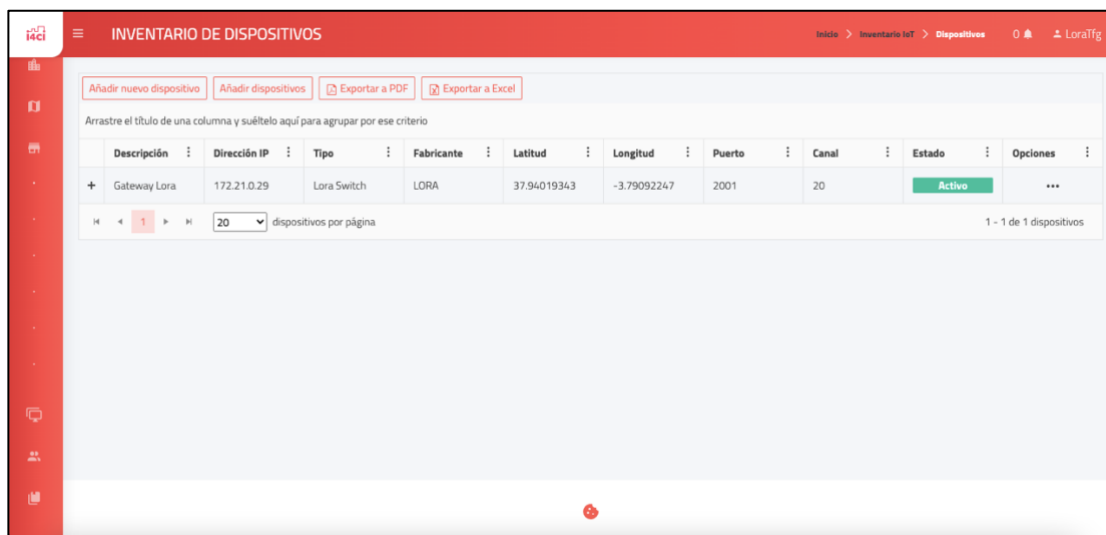 i4Ci
INVENTARIO DE DISPOSITIVOS
Inicio > Inventario IoT > Dispositivos
0
LoraTfg
Añadir nuevo dispositivo
Añadir dispositivos
Exportar a PDF
Exportar a Excel
Arrastre el título de una columna y suéltelo aquí para agrupar por ese criterio
Descripción Dirección IP Tipo Fabricante Latitud Longitud Puerto Canal Estado Opciones
+ Gateway Lora 172.21.0.29 Lora Switch LORA 37.94019343 -3.79092247 2001 20 Activo ...
1 20 dispositivos por página 1 - 1 de 1 dispositivos